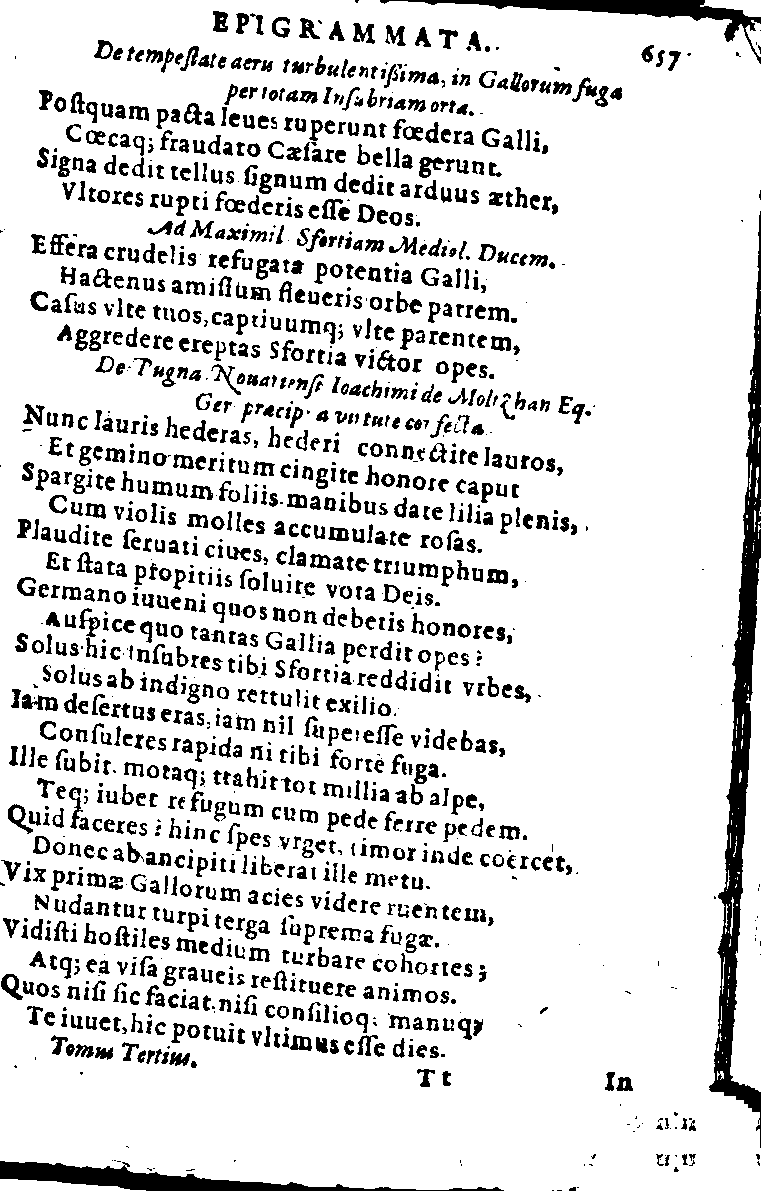 EPIGRAMMATA. 657
De tempeſtate aeru turbulentißima, in Gallorum fuga
per totam Inſubriam orta.
Poſtquam pacta leues ruperunt fœdera Galli,
Cœcaq; fraudato Cæſare bella gerunt.
Signa dedit tellus ſignum dedit arduus æther,
Vltores rupti fœderis eſſe Deos.
Ad Maximil Sfortiam Mediol. Ducem.
Effera crudelis refugata potentia Galli,
Hactenus amiſſum fleueris orbe patrem.
Caſus vlte tuos, captiuumq; vlte parentem,
Aggredere ereptas Sfortia victor opes.
De Pugna Nouarienſi Ioachimi de Moltzhan Eq.
Ger præcip a virtute confecta
Nunc lauris hederas, hederi connectite lauros,
Et gemino meritum cingite honore caput
Spargite humum foliis. manibus date lilia plenis,
Cum violis molles accumulate roſas.
Plaudite ſeruati ciues, clamate triumphum,
Et ſtata propitiis ſoluite vota Deis.
Germano iuueni quos non debetis honores,
Auſpice quo tantas Gallia perdit opes?
Solus hic Inſubres tibi Sfortia reddidit vrbes,
Solus ab indigno rettulit exilio.
Iam deſertus eras, iam nil ſupereſſe videbas,
Conſuleres rapida ni tibi fortè fuga.
Ille ſubit. motaq; trahit tot millia ab alpe,
Teq; iubet refugum cum pede ferre pedem.
Quid faceres? hinc ſpes vrget, timor inde coërcet,
Donec ab ancipiti liberat ille metu.
Vix primæ Gallorum acies videre ruentem,
Nudantur turpi terga ſuprema fugæ.
Vidiſti hoſtiles medium turbare cohortes;
Atq; ea viſa graueis reſtituere animos.
Quos niſi ſic faciat, niſi conſilioq; manuq;
Te iuuet, hic potuit vltimus eſſe dies.
Tomus Tertius.
T t In